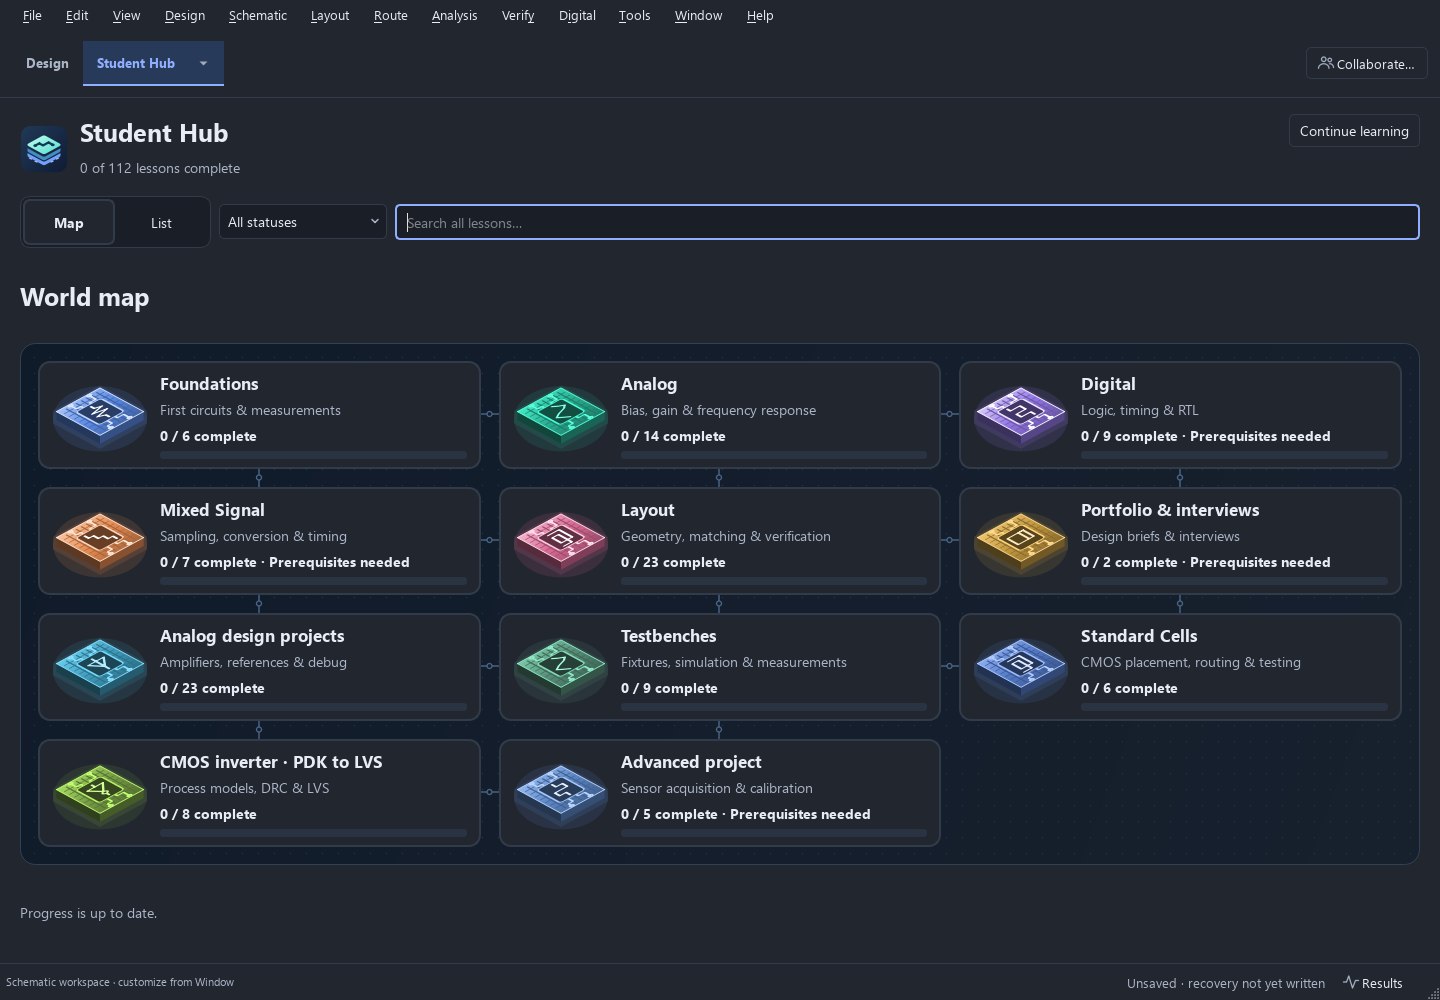 File Edit View Design Schematic Layout Route Analysis Verify Digital Tools Window Help
Design Student Hub Collaborate...
Student Hub
Continue learning
0 of 112 lessons complete
Map List All statuses Search all lessons...
World map
Foundations
First circuits & measurements
0 / 6 complete
Analog
Bias, gain & frequency response
0 / 14 complete
Digital
Logic, timing & RTL
0 / 9 complete · Prerequisites needed
Mixed Signal
Sampling, conversion & timing
0 / 7 complete · Prerequisites needed
Layout
Geometry, matching & verification
0 / 23 complete
Portfolio & interviews
Design briefs & interviews
0 / 2 complete · Prerequisites needed
Analog design projects
Amplifiers, references & debug
0 / 23 complete
Testbenches
Fixtures, simulation & measurements
0 / 9 complete
Standard Cells
CMOS placement, routing & testing
0 / 6 complete
CMOS inverter · PDK to LVS
Process models, DRC & LVS
0 / 8 complete
Advanced project
Sensor acquisition & calibration
0 / 5 complete · Prerequisites needed
Progress is up to date.
Schematic workspace · customize from Window
Unsaved · recovery not yet written Results